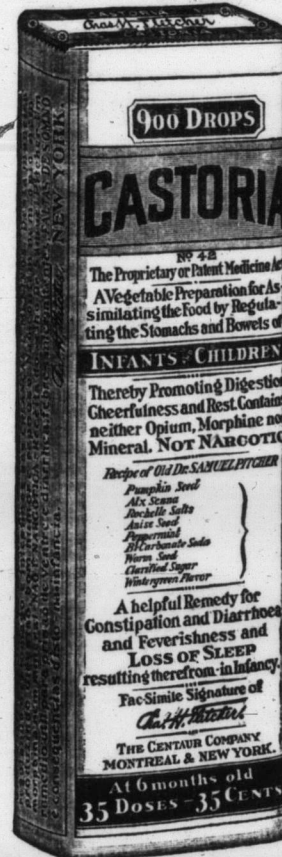 CASTORIA
Chas. H. Fletcher
900 DROPS
CASTORIA
No 42
The Proprietary or Patent Medicine Act
A Vegetable Preparation for As-
similating the Food by Regula-
ting the Stomachs and Bowels of
INFANTS CHILDREN
Thereby Promoting Digestion
Cheerfulness and Rest. Contains
neither Opium, Morphine nor
Mineral. NOT NARCOTIC
Recipe of Old Dr. SAMUEL PITCHER
Pumpkin Seed
Alx Senna
Rochelle Salts
Anise Seed
Peppermint
Bi Carbonate Soda
Worm Seed
Clarified Sugar
Wintergreen Flavor
A helpful Remedy for
Constipation and Diarrhoea
and Feverishness and
LOSS OF SLEEP
resulting therefrom-in Infancy.
Fac-Simile Signature of
Chas. H. Fletcher.
THE CENTAUR COMPANY
MONTREAL & NEW YORK.
At 6 months old
35 DOSES - 35 CENTS
NEW YORK.